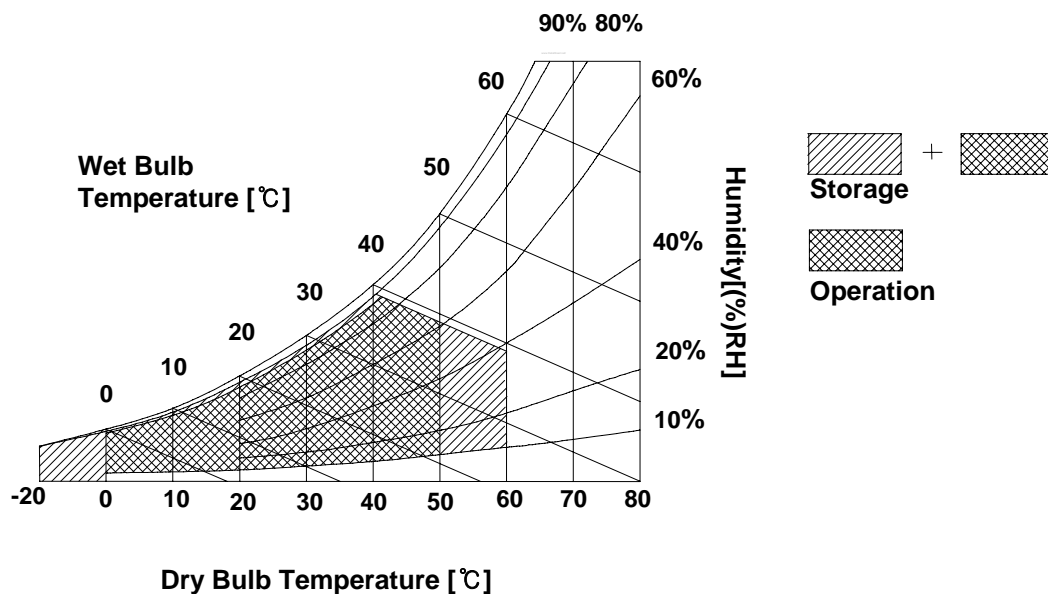 90% 80%
60
60%
50
Wet Bulb
Temperature [℃]
40
30
20
10
0
Humidity[(%)RH]
40%
20%
10%
+
Storage
Operation
-20 0 10 20 30 40 50 60 70 80
Dry Bulb Temperature [℃]